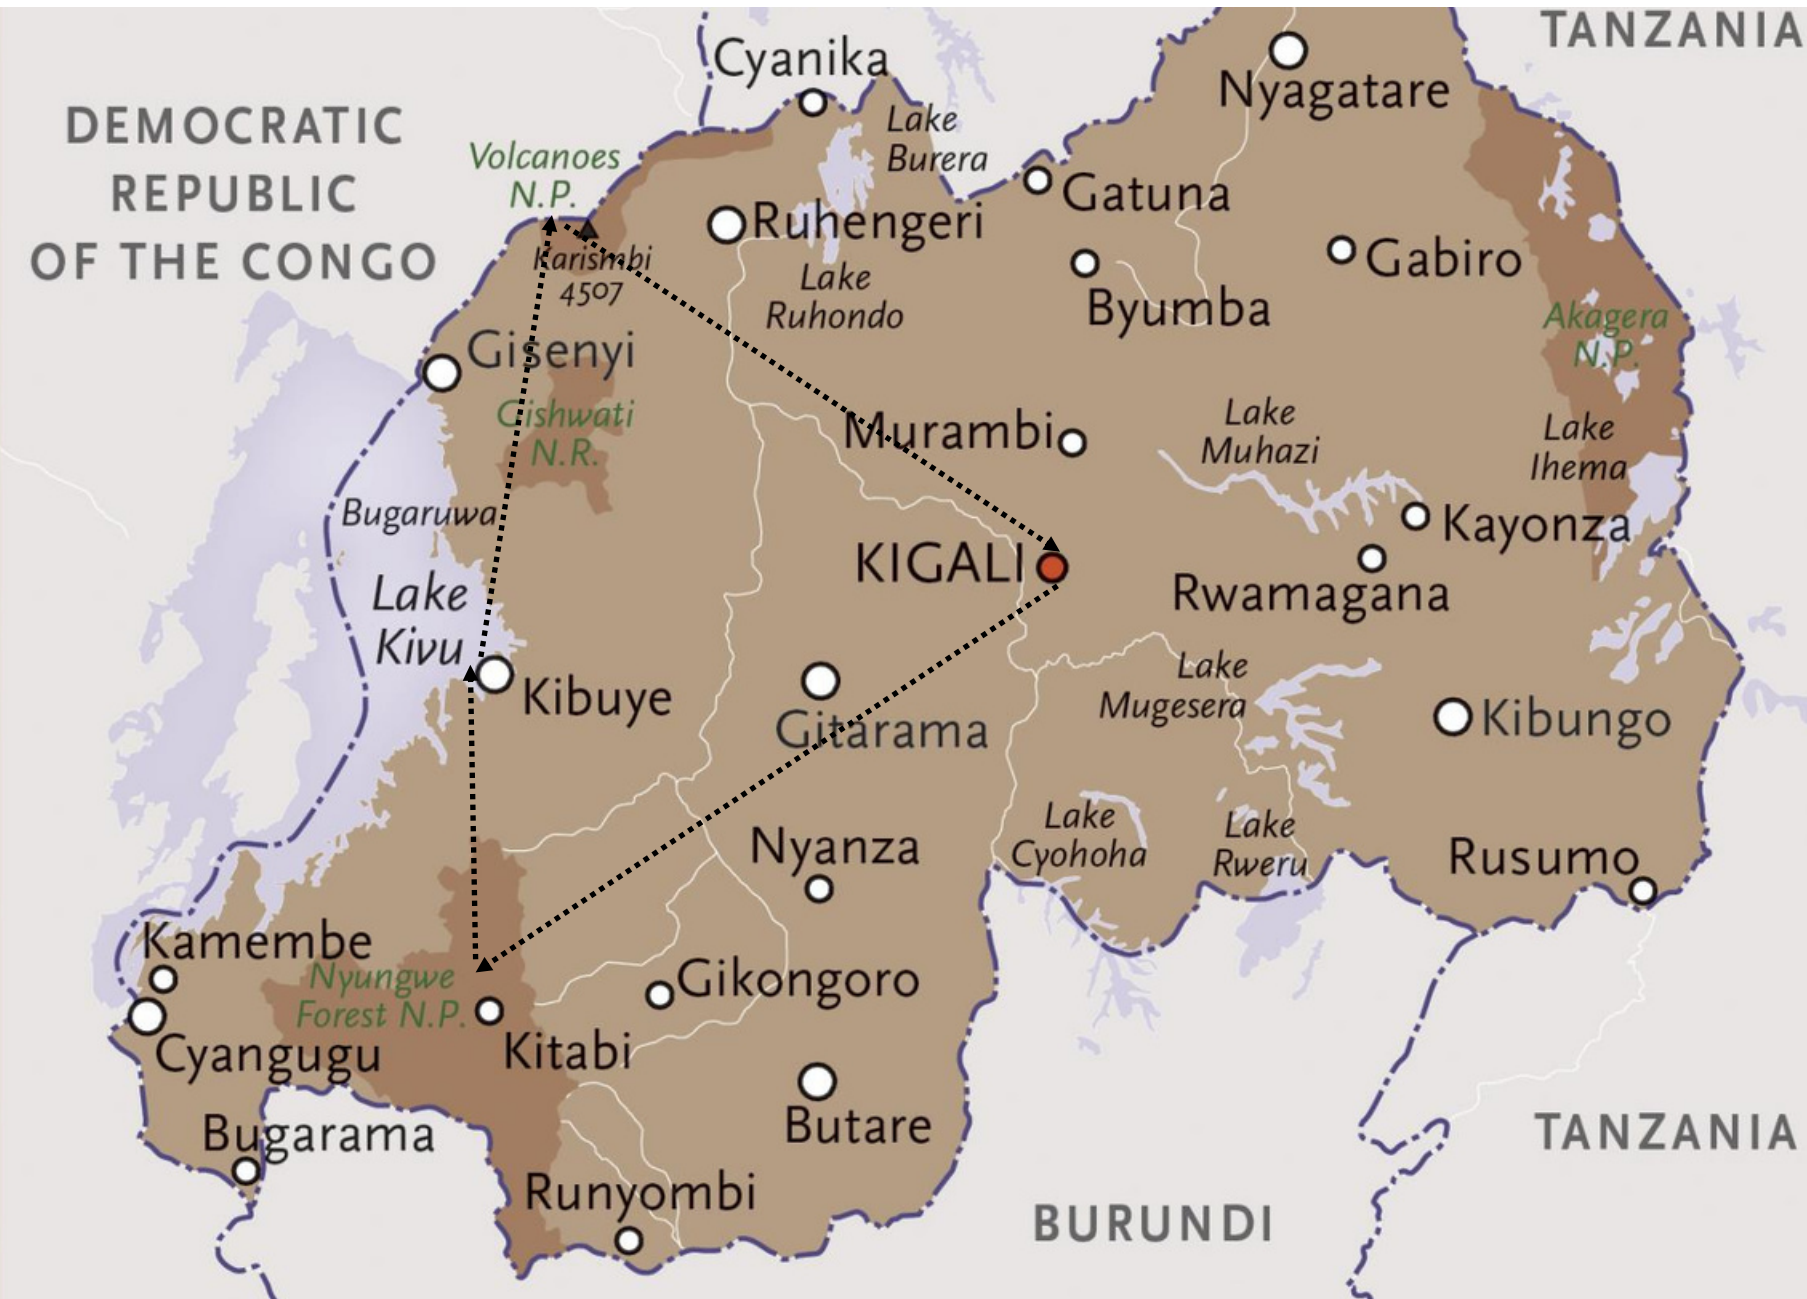 TANZANIA
Cyanika
Nyagatare
DEMOCRATIC
REPUBLIC
OF THE CONGO
Lake
Burera
Volcanoes
N.P.
Gatuna
Ruhengeri
Gabiro
Karisimbi
4507
Lake
Ruhondo
Byumba
Akagera
N.P.
Gisenyi
Gishwati
N.R.
Murambi
Lake
Muhazi
Lake
Ihema
Bugaruwa
Kayonza
KIGALI
Rwamagana
Lake
Kivu
Kibuye
Lake
Mugesera
Gitarama
Kibungo
Nyanza
Lake
Cyohoha
Lake
Rweru
Rusumo
Kamembe
Nyungwe
Forest N.P.
Gikongoro
Cyangugu
Kitabi
Bugarama
Butare
TANZANIA
Runyombi
BURUNDI